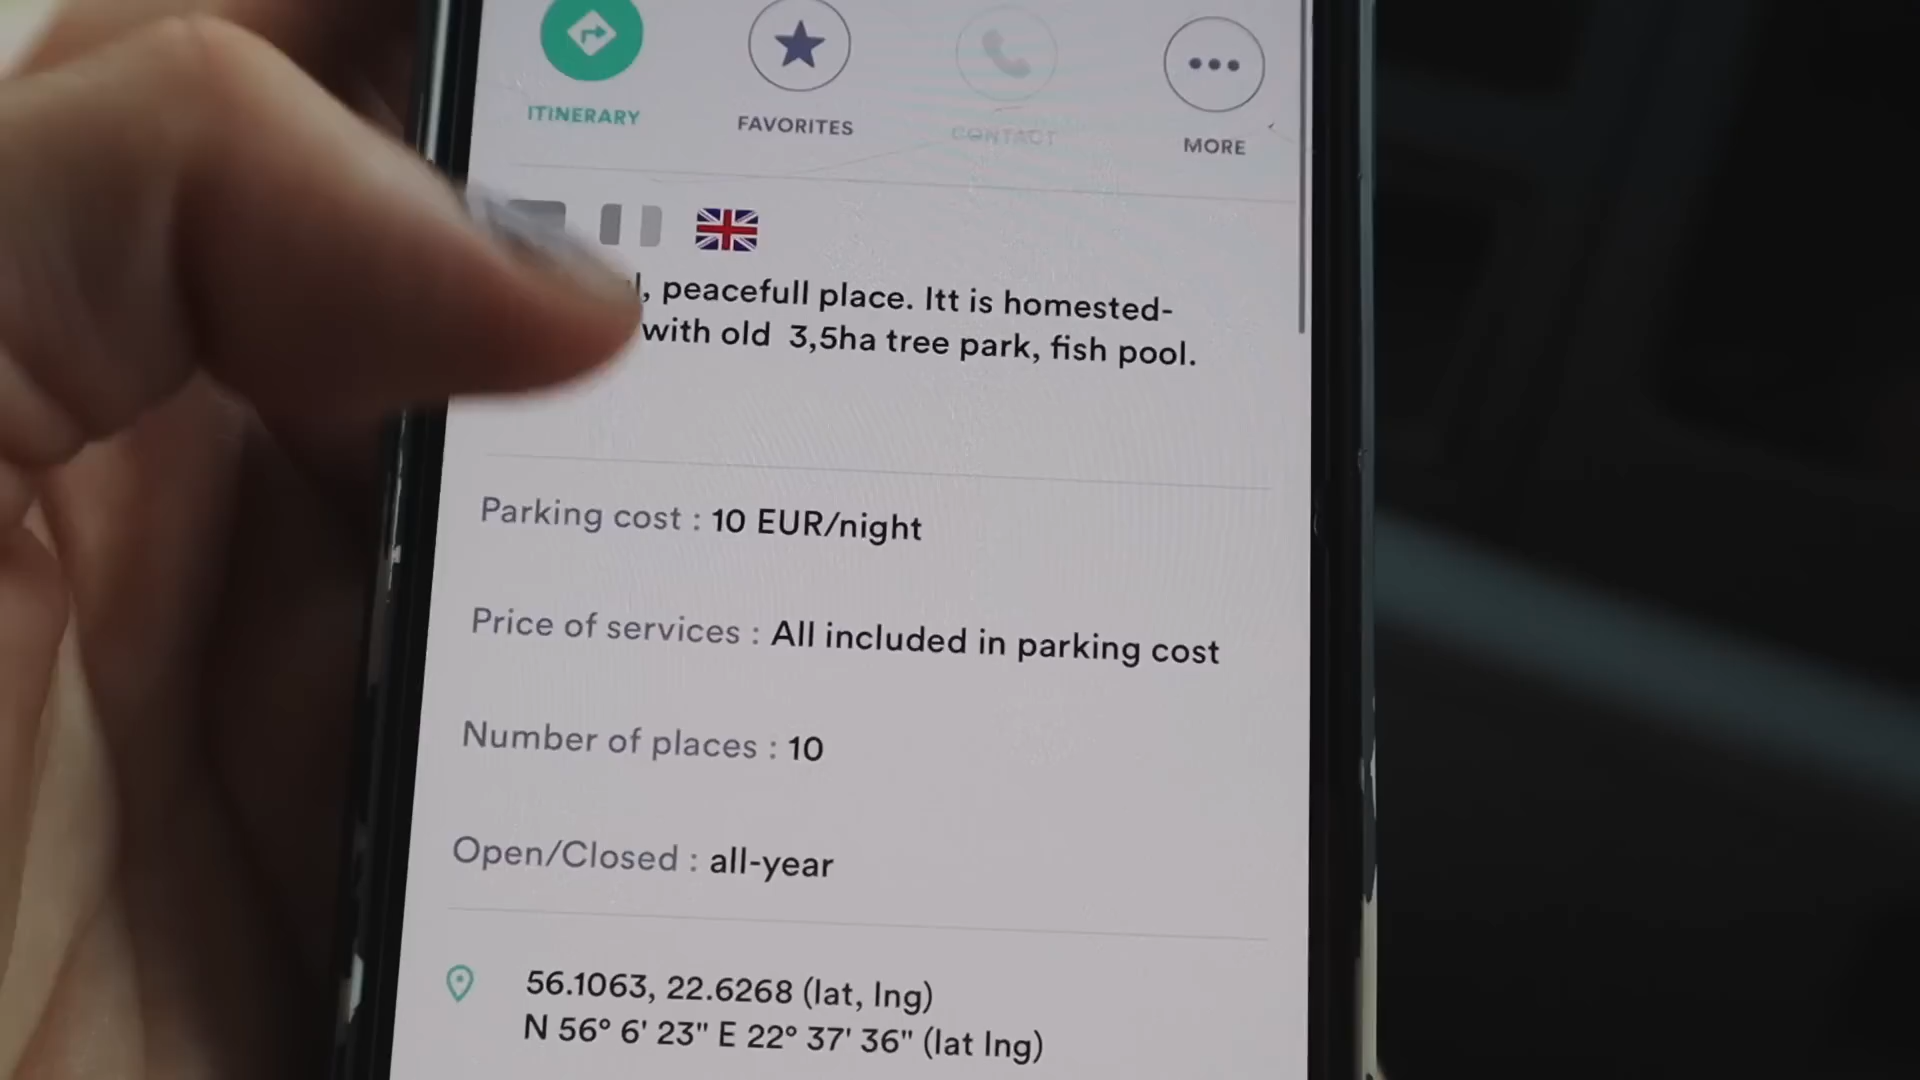 ITINERARY
FAVORITES
CONTACT
MORE
, peacefull place. Itt is homested-
with old 3,5ha tree park, fish pool.
Parking cost : 10 EUR/night
Price of services : All included in parking cost
Number of places : 10
Open/Closed : all-year
56.1063, 22.6268 (lat, lng)
N 56° 6' 23" E 22° 37' 36" (lat lng)